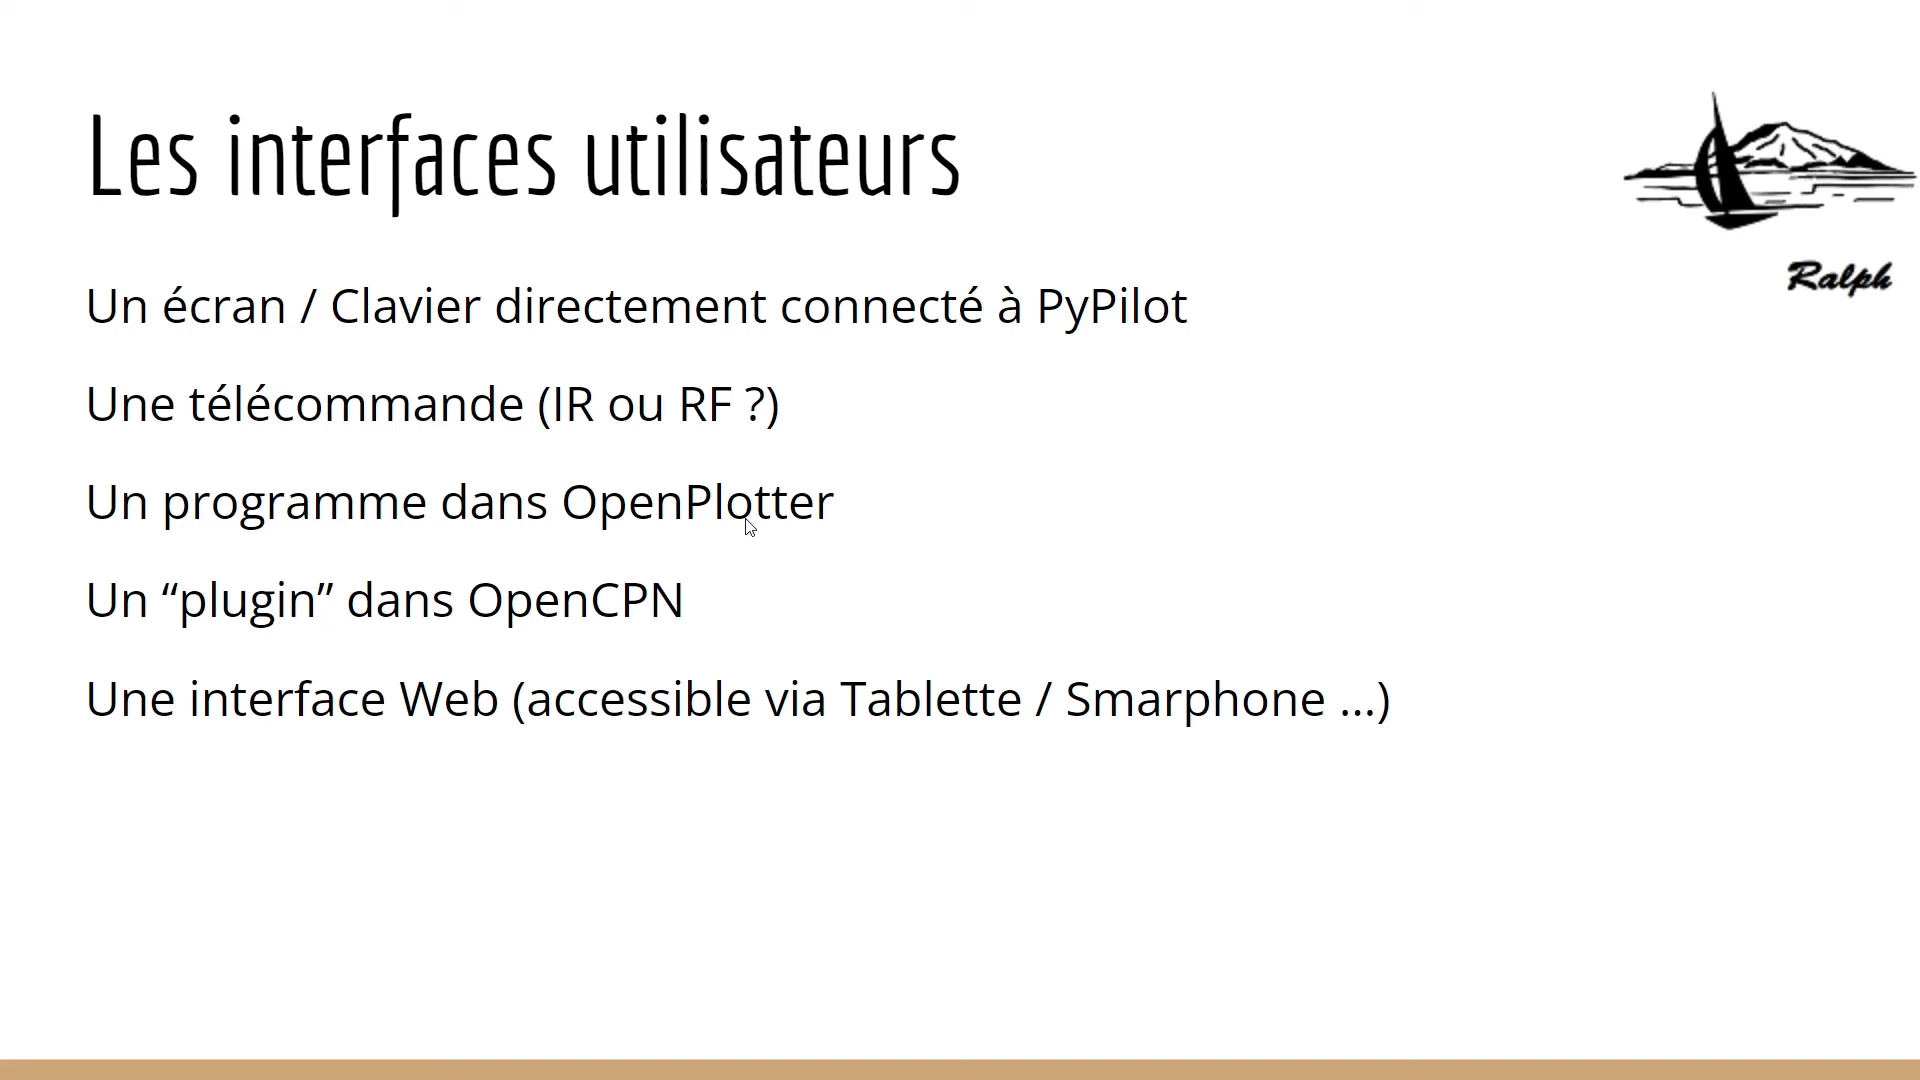 Les interfaces utilisateurs
Ralph
Un écran / Clavier directement connecté à PyPilot
Une télécommande (IR ou RF ?)
Un programme dans OpenPlotter
Un “plugin” dans OpenCPN
Une interface Web (accessible via Tablette / Smarphone ...)